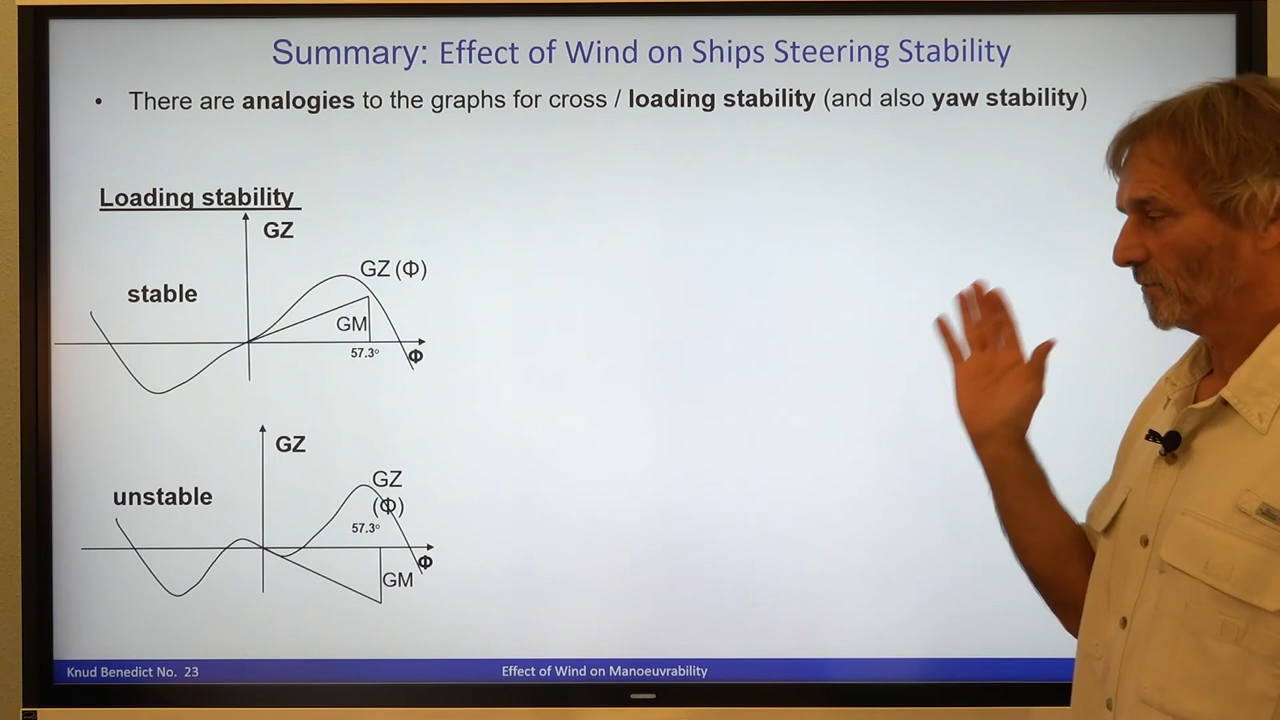 Summary: Effect of Wind on Ships Steering Stability
• There are analogies to the graphs for cross / loading stability (and also yaw stability)
Loading stability
GZ
GZ (Φ)
stable
GM
57.3°
Φ
GZ
GZ
(Φ)
unstable
57.3°
Φ
GM
Knud Benedict No. 23
Effect of Wind on Manoeuvrability